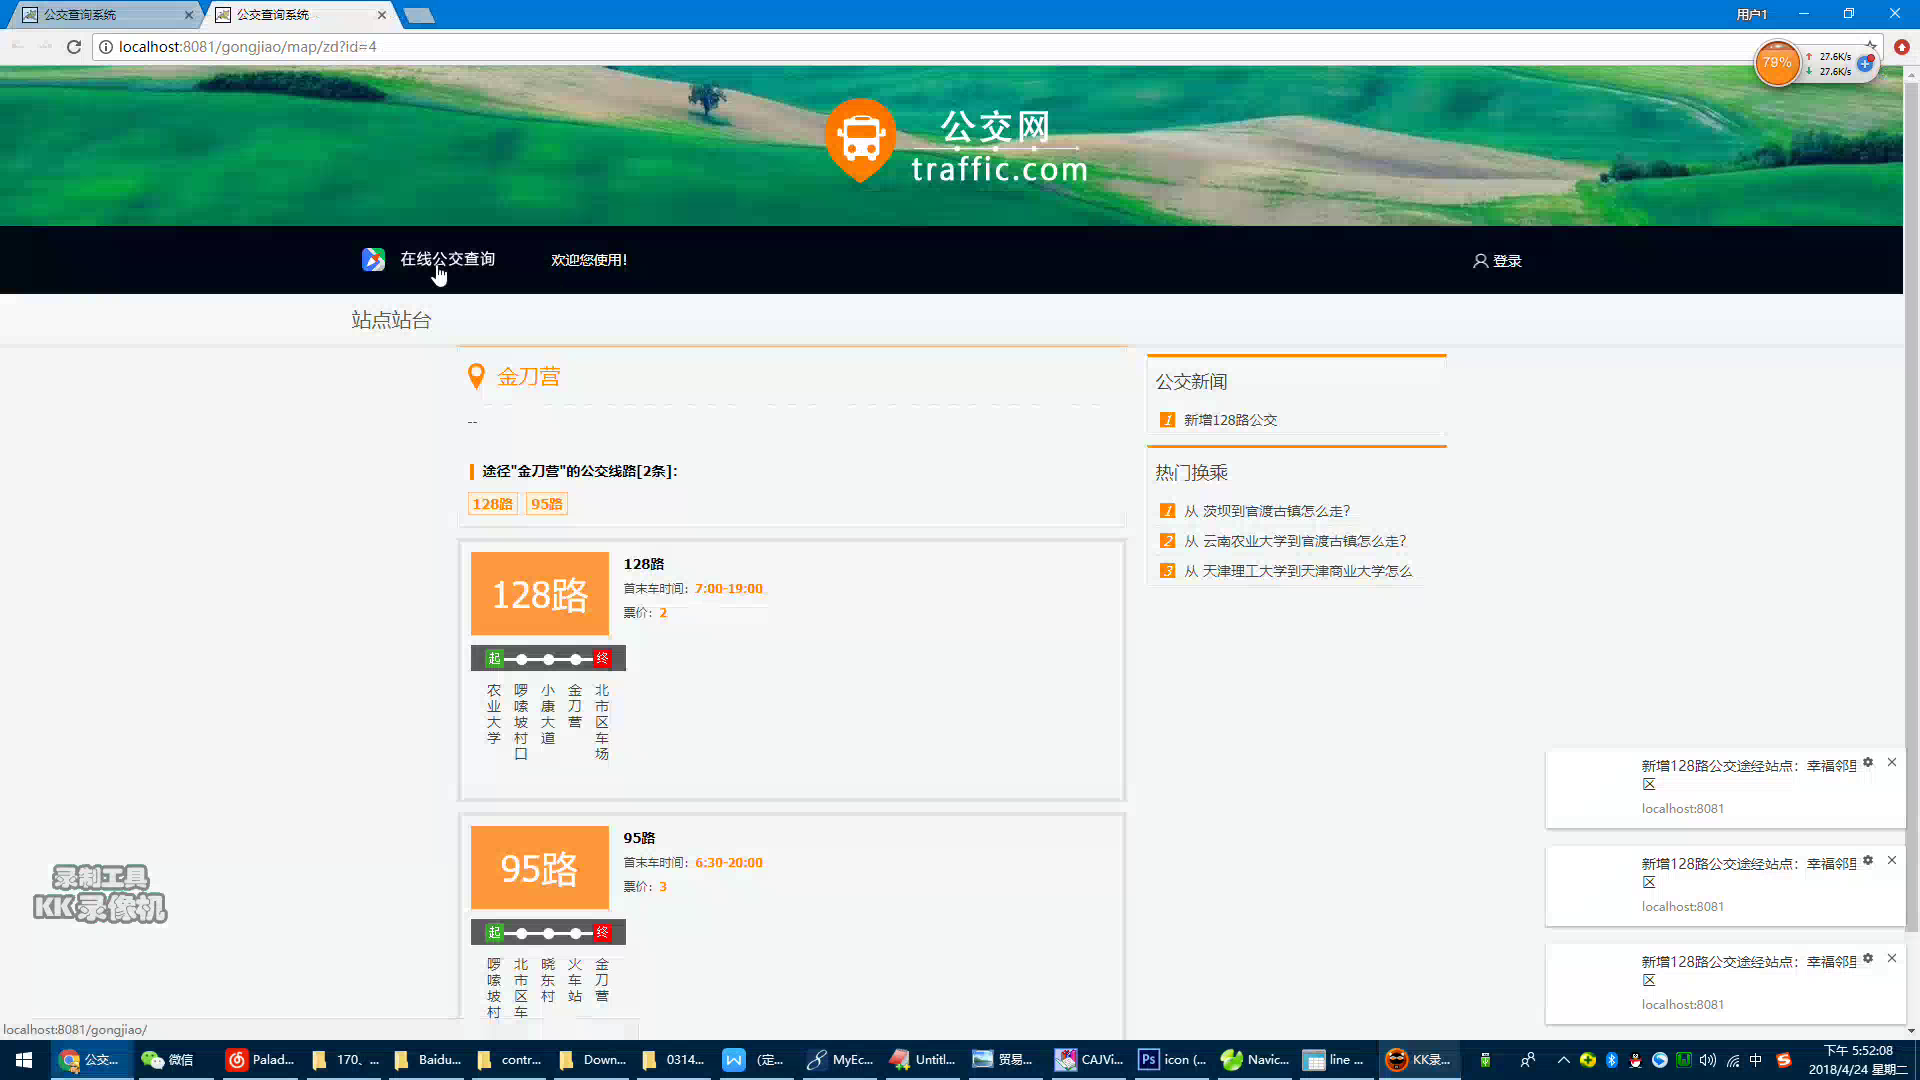 公交查询系统
公交查询系统
用户1
localhost:8081/gongjiao/map/zd?id=4
79%
27.6K/s
27.6K/s
公交网
traffic.com
在线公交查询
欢迎您使用!
登录
站点站台
金刀营
--
途径"金刀营"的公交线路[2条]:
128路 95路
128路
128路
首末车时间: 7:00-19:00
票价: 2
起
终
农业大学
啰嗦坡村口
小康大道
金刀营
北市区车场
95路
95路
首末车时间: 6:30-20:00
票价: 3
起
终
啰嗦坡村
北市区车
晓东村
火车站
金刀营
公交新闻
1 新增128路公交
热门换乘
1 从 茨坝到官渡古镇怎么走?
2 从 云南农业大学到官渡古镇怎么走?
3 从 天津理工大学到天津商业大学怎么
新增128路公交途经站点: 幸福邻里
区
localhost:8081
新增128路公交途经站点: 幸福邻里
区
localhost:8081
新增128路公交途经站点: 幸福邻里
区
localhost:8081
录制工具
KK录像机
localhost:8081/gongjiao/
公交...
微信
Palad...
170、...
Baidu...
contr...
Down...
0314...
(定...
MyEc...
Untitl...
贸易...
CAJVi...
icon (...
Navic...
line ...
KK录...
中
下午 5:52:08
2018/4/24 星期二